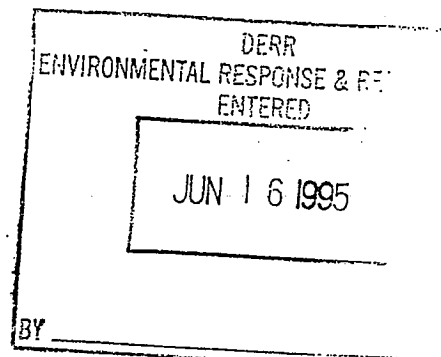 DERR
ENVIRONMENTAL RESPONSE &
ENTERED
JUN 16 1995
BY